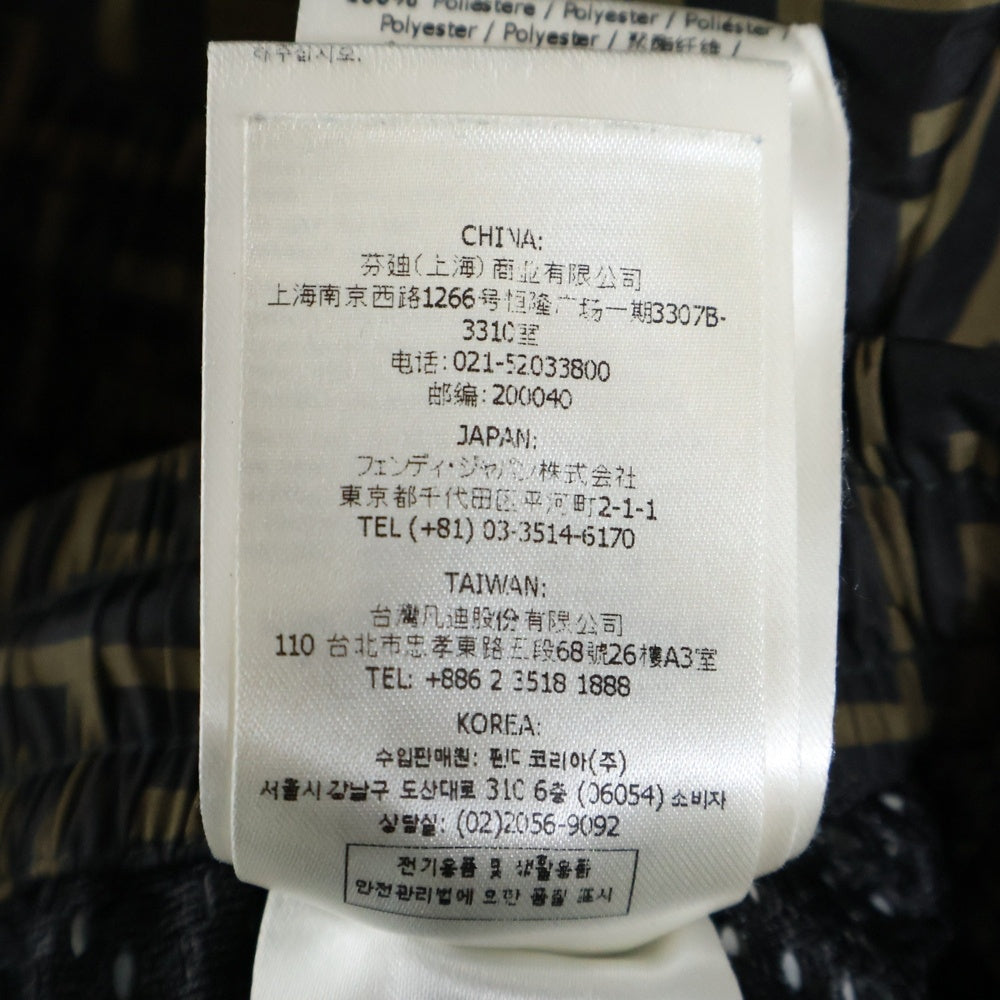 100% Poliestere / Polyester / Poliéster /
Polyester / Polyester / 聚酯纤维 /
해주십시오.
CHINA:
芬迪(上海)商业有限公司
上海南京西路1266号恒隆广场一期3307B-
3310室
电话:021-52033800
邮编:200040
JAPAN:
フェンディ・ジャパン株式会社
東京都千代田区平河町2-1-1
TEL (+81) 03-3514-6170
TAIWAN:
台灣凡迪股份有限公司
110 台北市忠孝東路五段68號26樓A3室
TEL: +886 2 3518 1888
KOREA:
수입판매원: 펜디 코리아(주)
서울시 강남구 도산대로 310 6층 (06054) 소비자
상담실: (02)2056-9092
전기용품 및 생활용품
안전관리법에 의한 품질 표시